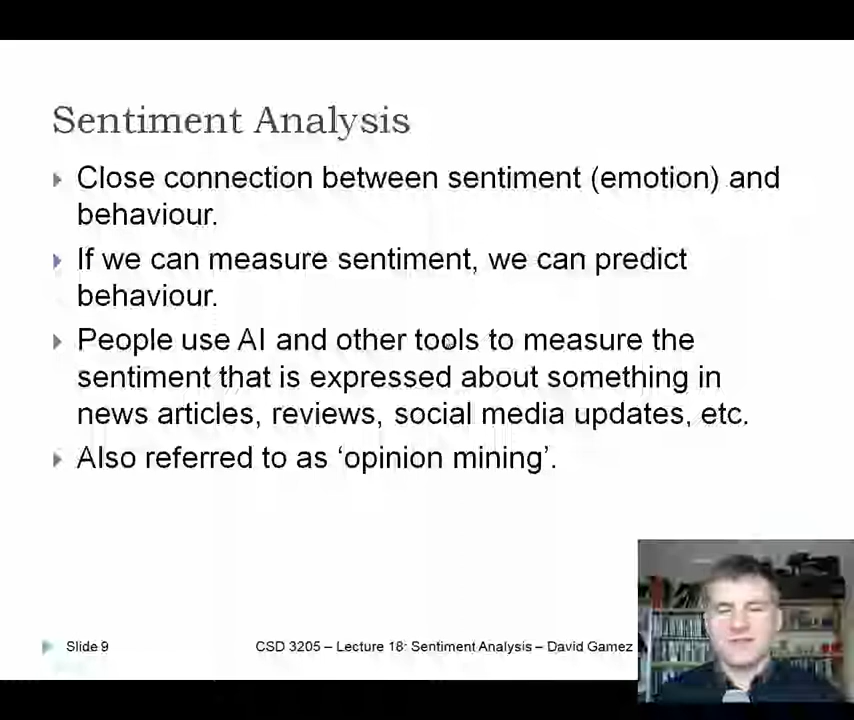 Sentiment Analysis
Close connection between sentiment (emotion) and
behaviour.
If we can measure sentiment, we can predict
behaviour.
People use AI and other tools to measure the
sentiment that is expressed about something in
news articles, reviews, social media updates, etc.
Also referred to as ‘opinion mining’.
Slide 9
CSD 3205 – Lecture 18: Sentiment Analysis – David Gamez